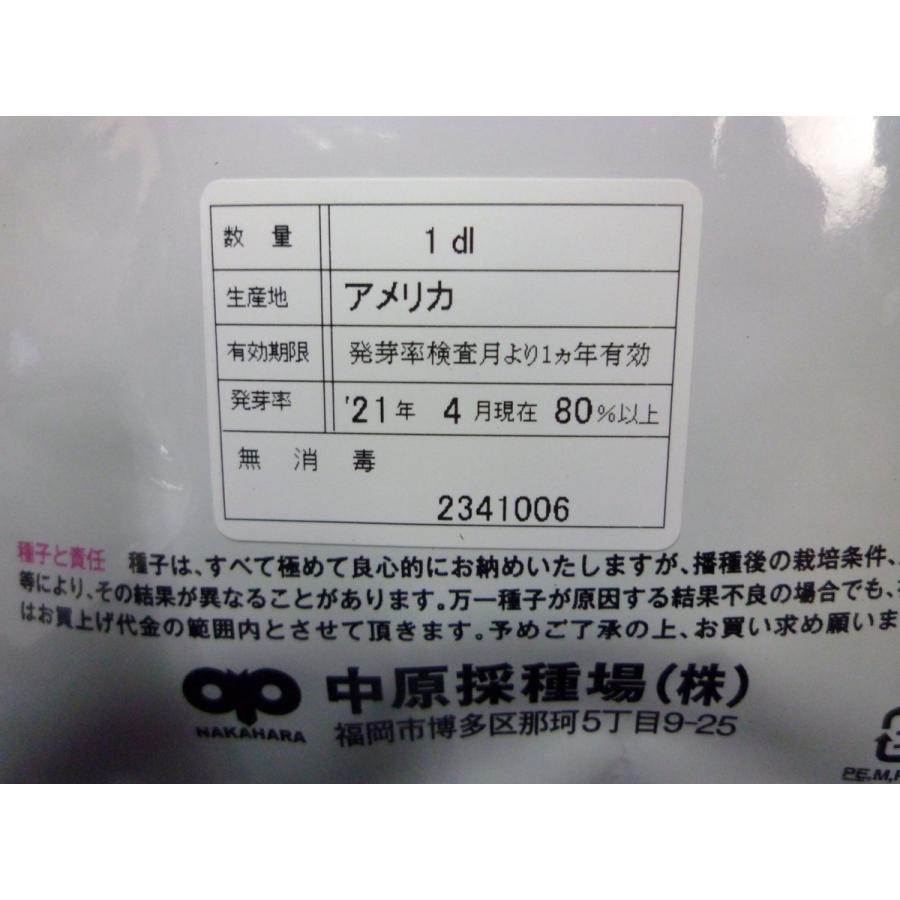 数 量 1 dl
生産地 アメリカ
有効期限 発芽率検査月より1ヵ年有効
発芽率 '21年 4月現在 80%以上
無 消 毒
2341006
種子と責任 種子は、すべて極めて良心的にお納めいたしますが、播種後の栽培条件、
等により、その結果が異なることがあります。万一種子が原因する結果不良の場合でも、
はお買上げ代金の範囲内とさせて頂きます。予めご了承の上、お買い求め願いま
中原採種場(株)
NAKAHARA
福岡市博多区那珂5丁目9-25
PE,M,